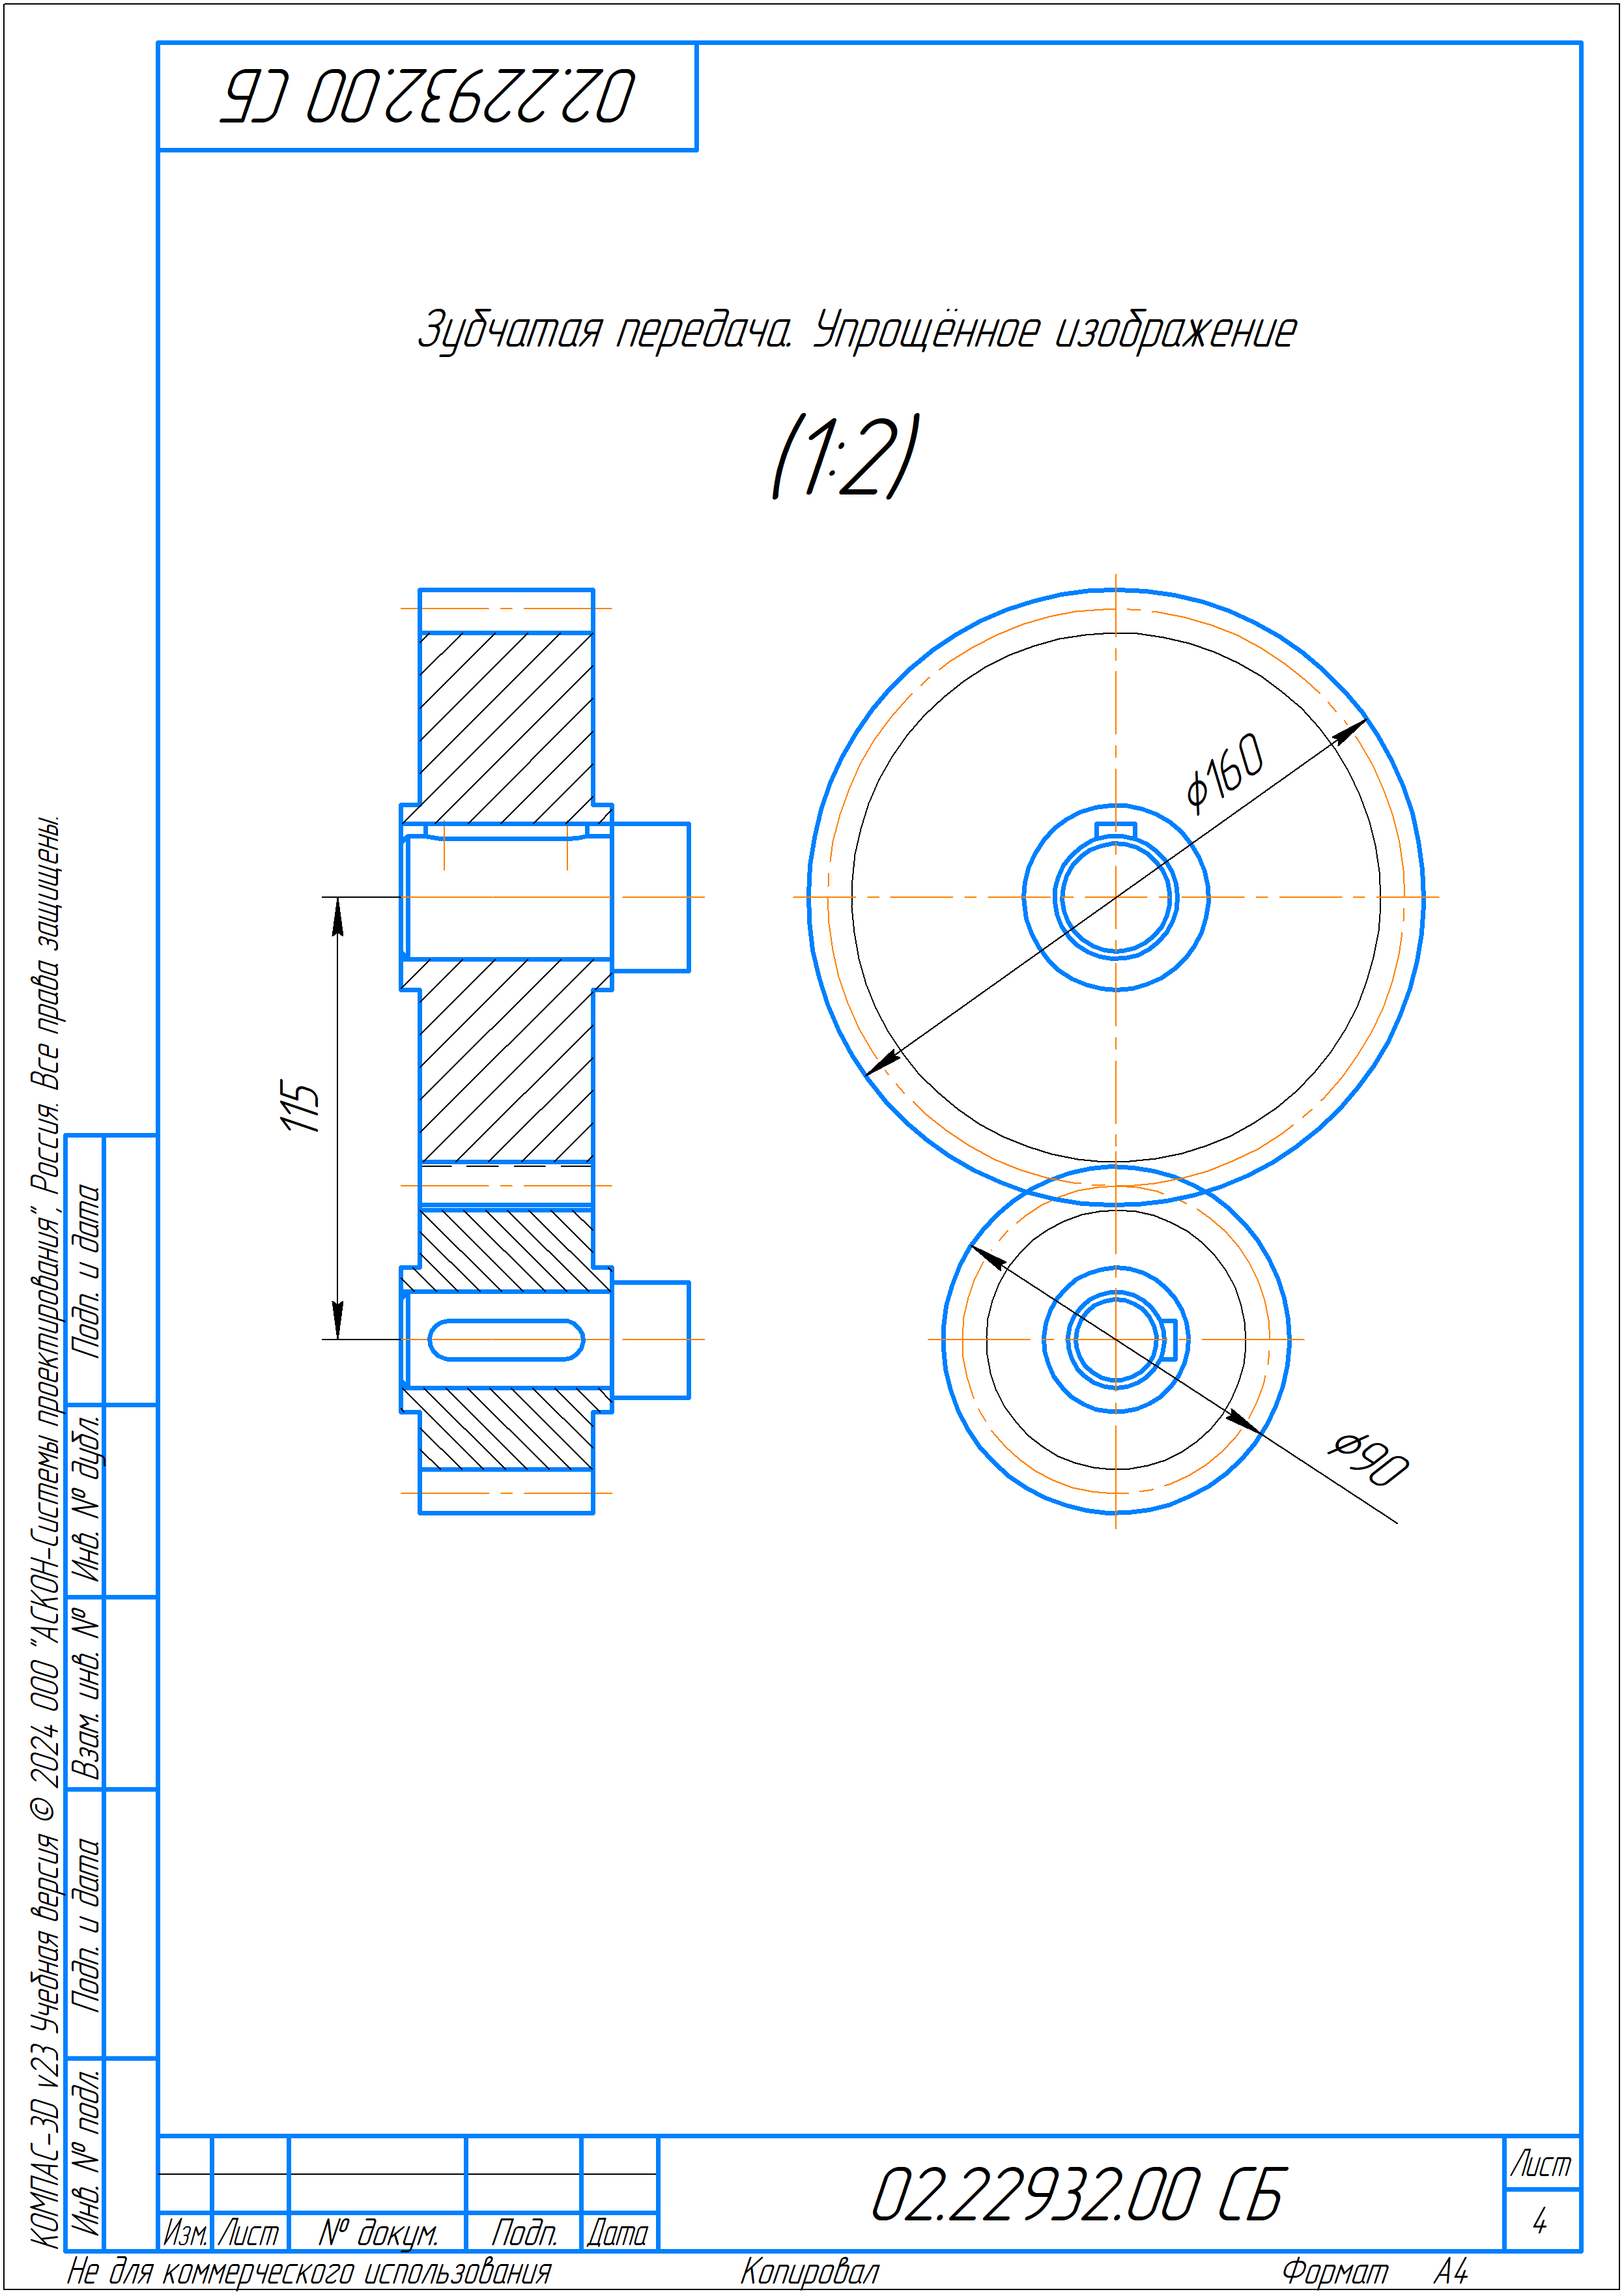 02.22932.00 СБ
Зубчатая передача. Упрощённое изображение
(1:2)
ϕ160
115
ϕ90
КОМПАС-3D v23 Учебная версия © 2024 ООО "АСКОН-Системы проектирования", Россия. Все права защищены.
Подп. и дата
Инв. № дубл.
Взам. инв. №
Подп. и дата
Инв. № подл.
Изм. Лист № докум. Подп. Дата
02.22932.00 СБ
Лист
4
Не для коммерческого использования
Копировал
Формат А4